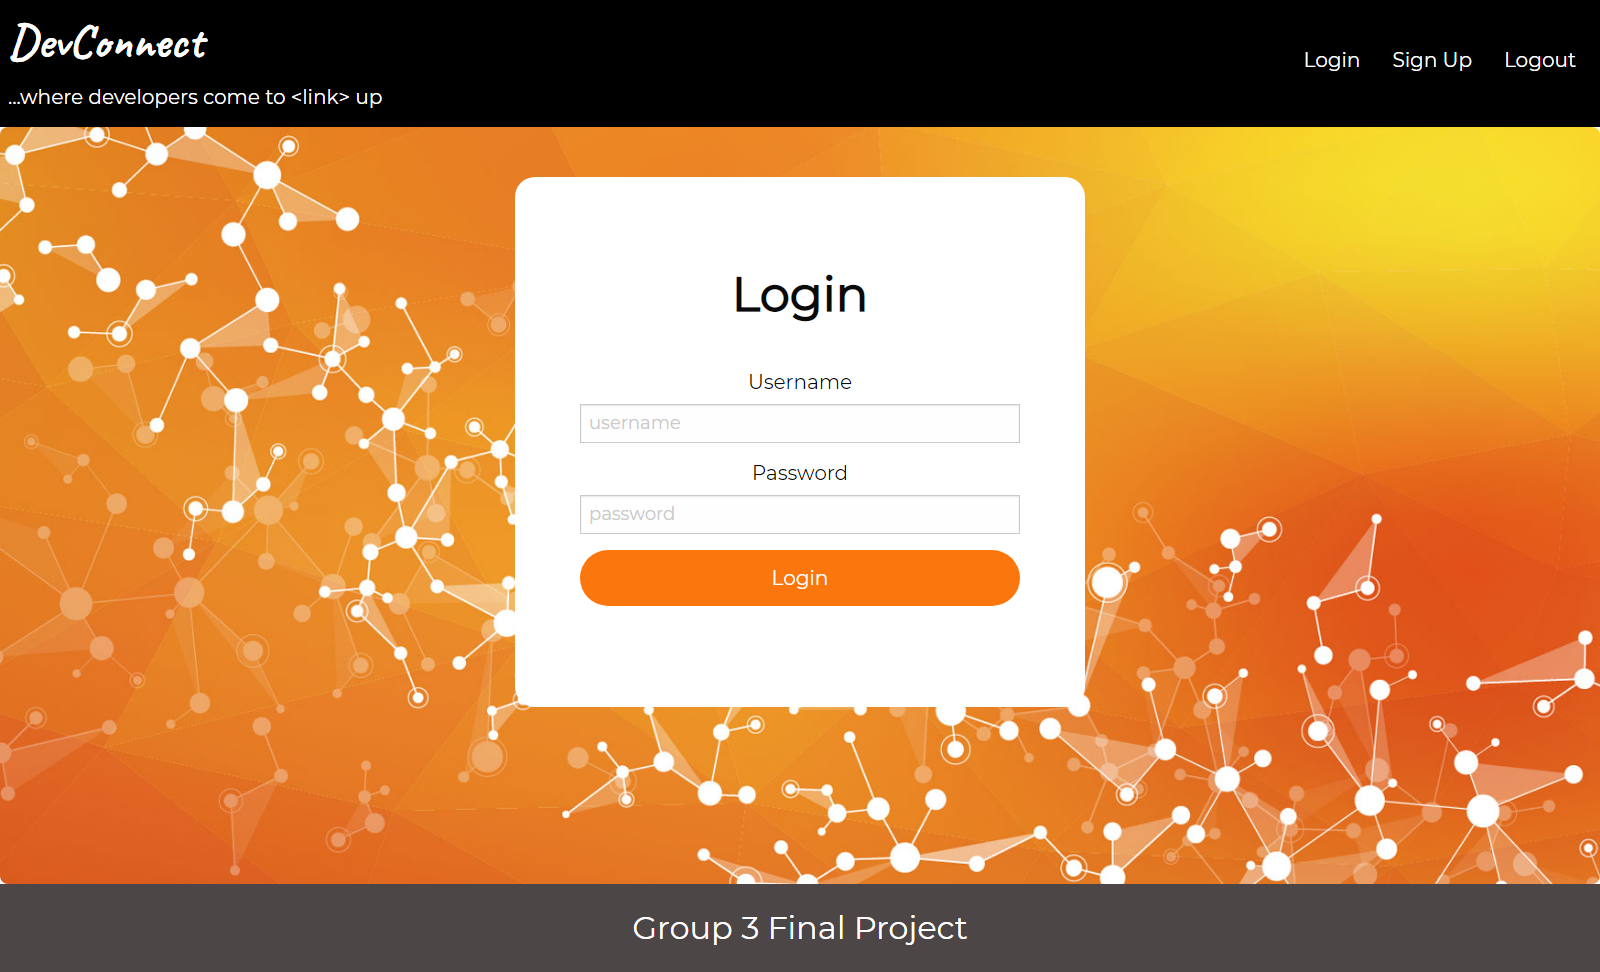 DevConnect
...where developers come to <link> up
Login
Sign Up
Logout
Login
Username
username
Password
password
Login
Group 3 Final Project